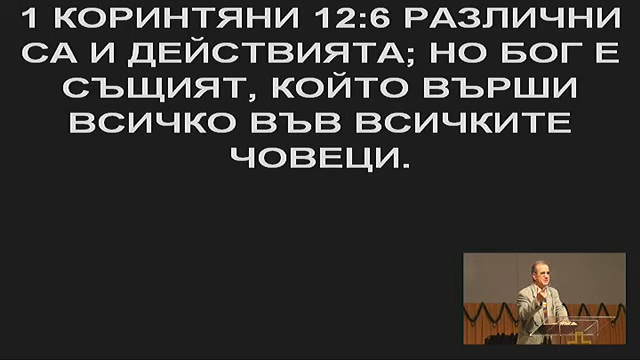 1 КОРИНТЯНИ 12:6 РАЗЛИЧНИ
СА И ДЕЙСТВИЯТА; НО БОГ Е
СЪЩИЯТ, КОЙТО ВЪРШИ
ВСИЧКО ВЪВ ВСИЧКИТЕ
ЧОВЕЦИ.